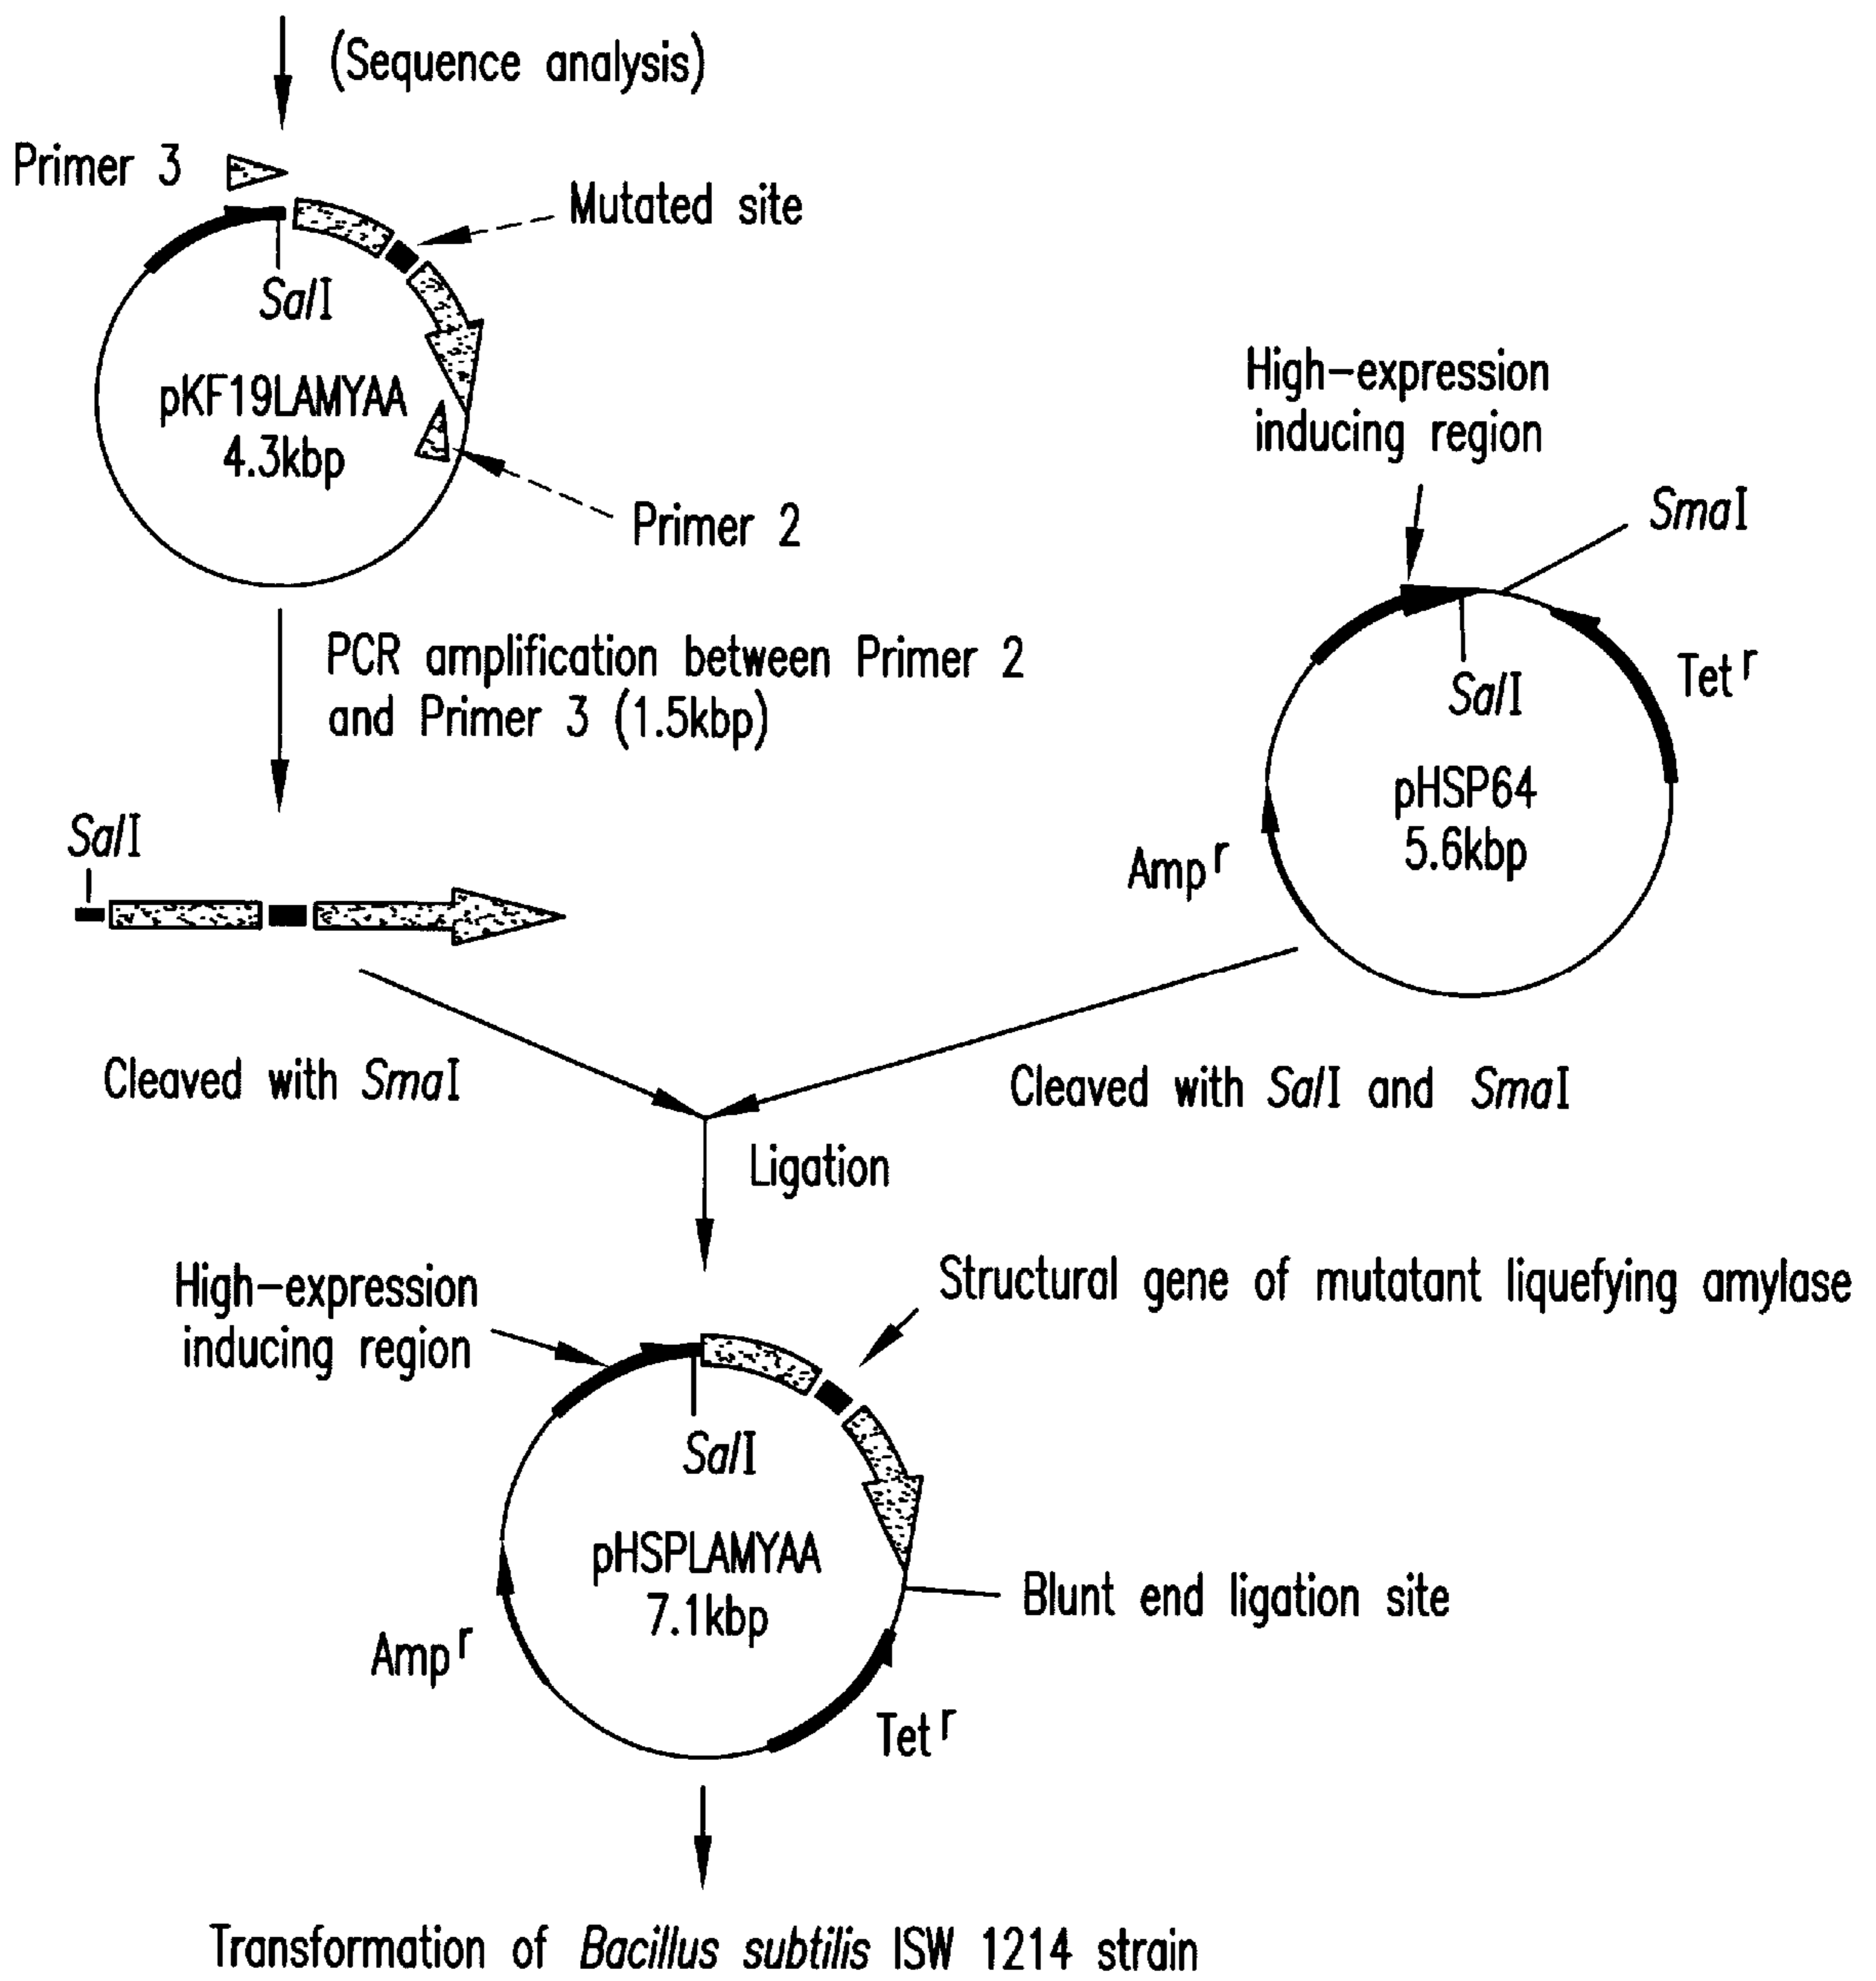 (Sequence analysis)
Primer 3
Mutated site
SalI
pKF19LAMYAA
4.3kbp
Primer 2
High-expression
inducing region
SmaI
PCR amplification between Primer 2
and Primer 3 (1.5kbp)
SalI
Tet r
pHSP64
5.6kbp
Amp r
SalI
Cleaved with SmaI
Cleaved with SalI and SmaI
Ligation
High-expression
inducing region
Structural gene of mutatant liquefying amylase
SalI
pHSPLAMYAA
7.1kbp
Blunt end ligation site
Amp r
Tet r
Transformation of Bacillus subtilis ISW 1214 strain